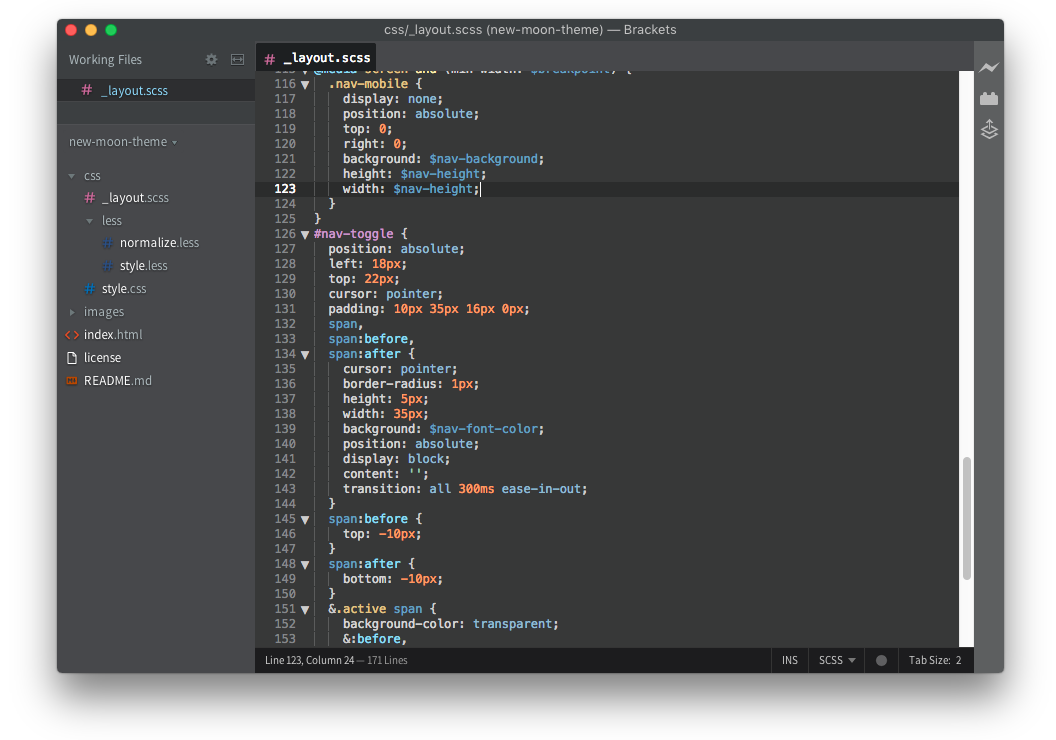 css/_layout.scss (new-moon-theme) — Brackets
Working Files
# _layout.scss
new-moon-theme
css
# _layout.scss
less
# normalize.less
# style.less
# style.css
images
<> index.html
license
README.md
# _layout.scss
115 @media screen and (min-width: $breakpoint) {
116 .nav-mobile {
117 display: none;
118 position: absolute;
119 top: 0;
120 right: 0;
121 background: $nav-background;
122 height: $nav-height;
123 width: $nav-height;
124 }
125 }
126 #nav-toggle {
127 position: absolute;
128 left: 18px;
129 top: 22px;
130 cursor: pointer;
131 padding: 10px 35px 16px 0px;
132 span,
133 span:before,
134 span:after {
135 cursor: pointer;
136 border-radius: 1px;
137 height: 5px;
138 width: 35px;
139 background: $nav-font-color;
140 position: absolute;
141 display: block;
142 content: '';
143 transition: all 300ms ease-in-out;
144 }
145 span:before {
146 top: -10px;
147 }
148 span:after {
149 bottom: -10px;
150 }
151 &.active span {
152 background-color: transparent;
153 &:before,
Line 123, Column 24 — 171 Lines
INS
SCSS
Tab Size: 2